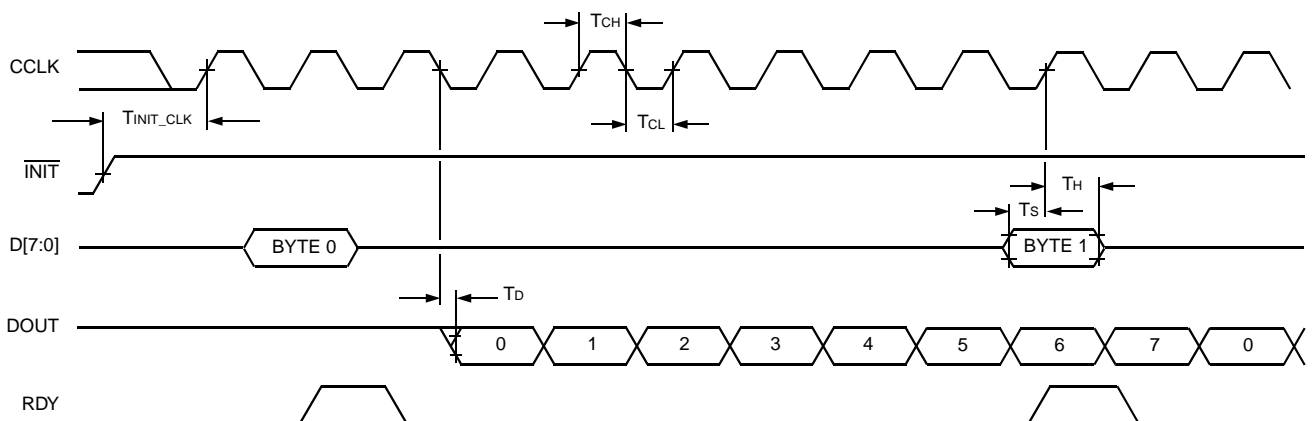 TCH
CCLK
TINIT_CLK
TCL
INIT
TH
TS
D[7:0]
BYTE 0
BYTE 1
TD
DOUT
0 1 2 3 4 5 6 7 0
RDY